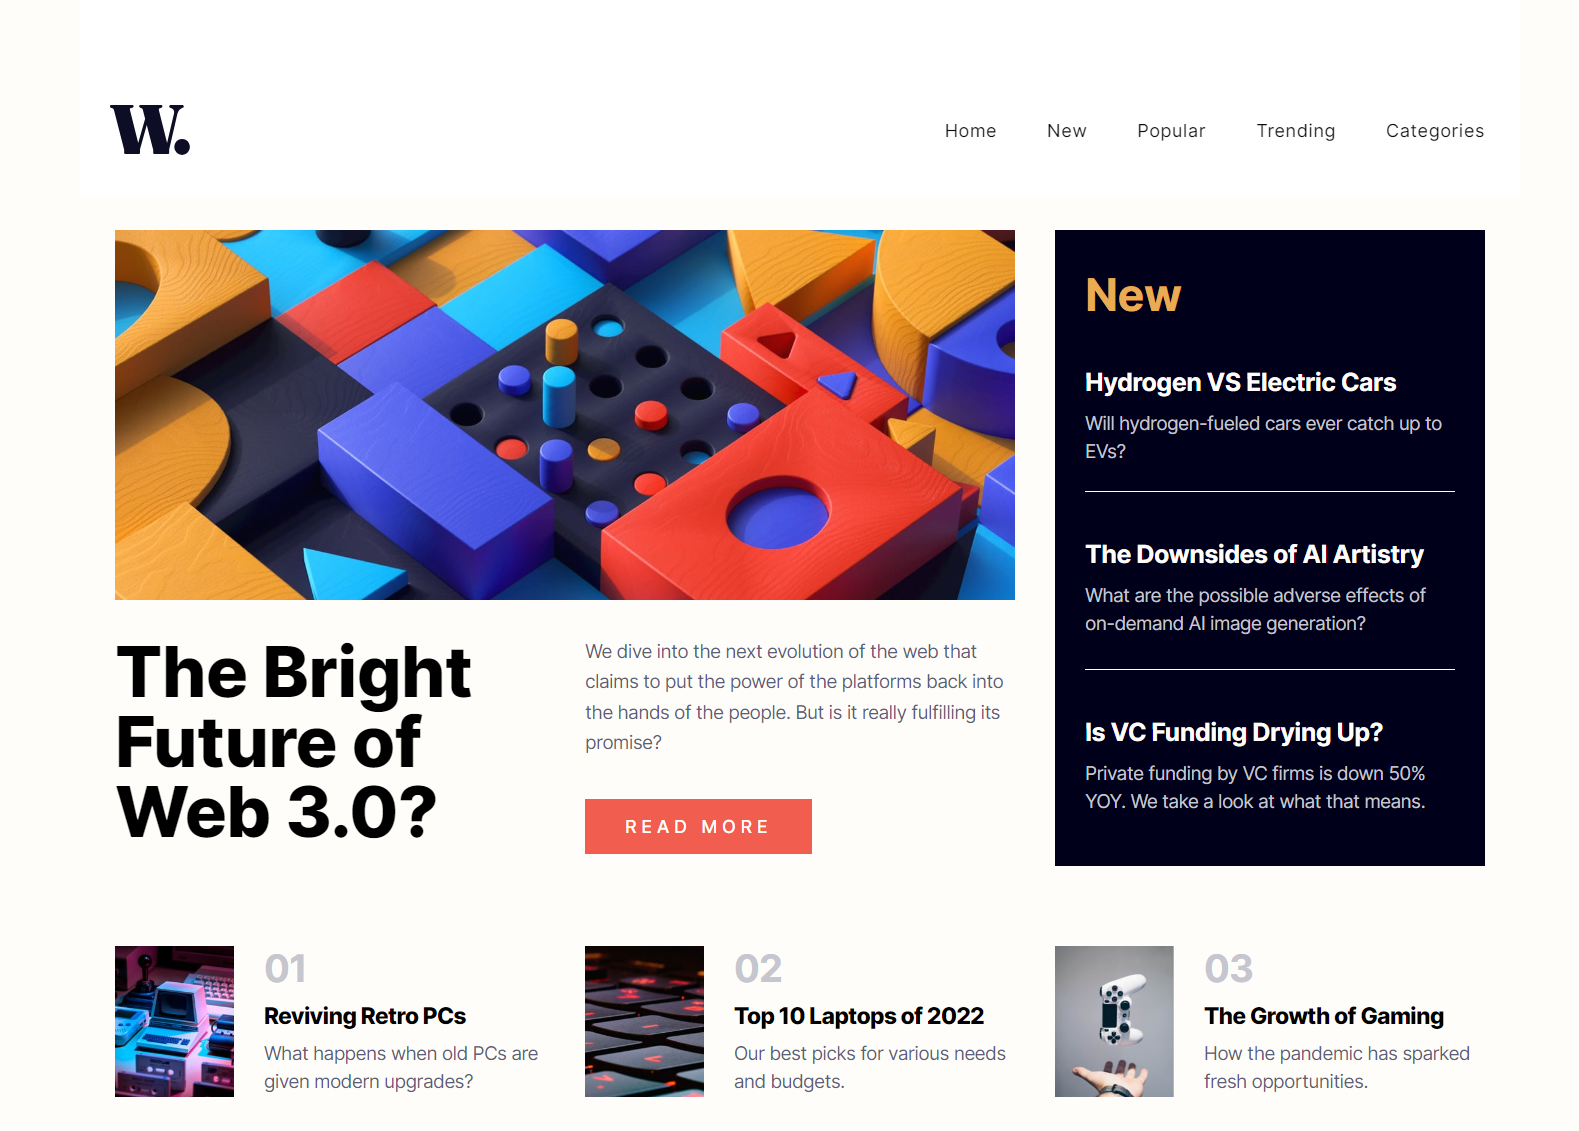 W.
Home New Popular Trending Categories
The Bright
Future of
Web 3.0?
We dive into the next evolution of the web that
claims to put the power of the platforms back into
the hands of the people. But is it really fulfilling its
promise?
READ MORE
New
Hydrogen VS Electric Cars
Will hydrogen-fueled cars ever catch up to
EVs?
The Downsides of AI Artistry
What are the possible adverse effects of
on-demand AI image generation?
Is VC Funding Drying Up?
Private funding by VC firms is down 50%
YOY. We take a look at what that means.
01
Reviving Retro PCs
What happens when old PCs are
given modern upgrades?
02
Top 10 Laptops of 2022
Our best picks for various needs
and budgets.
03
The Growth of Gaming
How the pandemic has sparked
fresh opportunities.